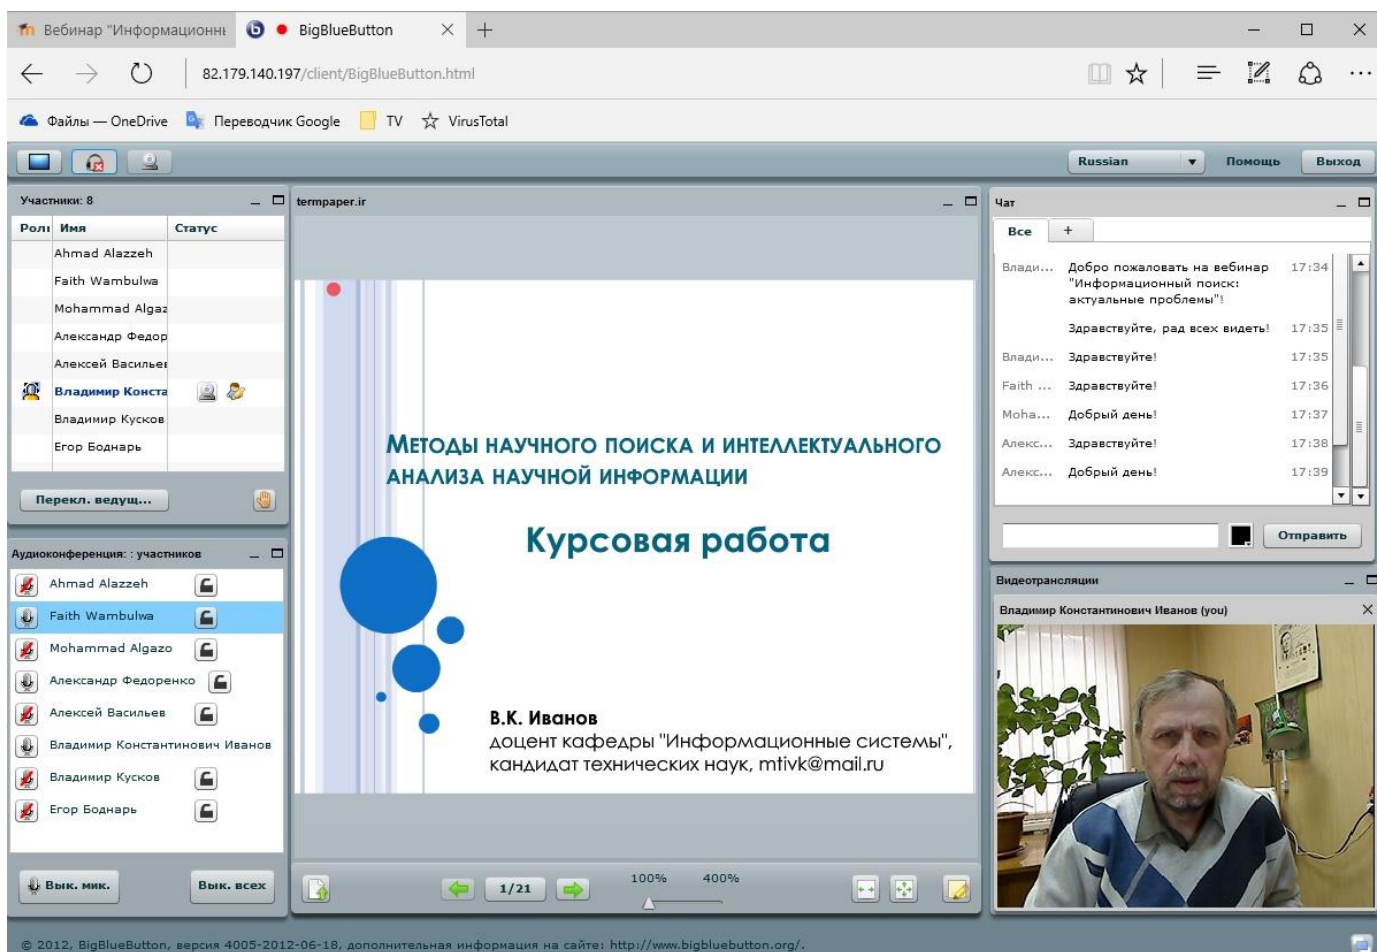 Вебинар "Информационны
BigBlueButton
82.179.140.197/client/BigBlueButton.html
Файлы — OneDrive
Переводчик Google
TV
VirusTotal
Russian
Помощь
Выход
Участники: 8
Роль Имя Статус
Ahmad Alazzeh
Faith Wambulwa
Mohammad Algaz
Александр Федор
Алексей Васильев
Владимир Конста
Владимир Кусков
Егор Боднарь
Перекл. ведущ...
Аудиоконференция: : участников
Ahmad Alazzeh
Faith Wambulwa
Mohammad Algazo
Александр Федоренко
Алексей Васильев
Владимир Константинович Иванов
Владимир Кусков
Егор Боднарь
Вык. мик.
Вык. всех
termpaper.ir
Методы научного поиска и интеллектуального
анализа научной информации
Курсовая работа
В.К. Иванов
доцент кафедры "Информационные системы",
кандидат технических наук, mtivk@mail.ru
1/21
100% 400%
Чат
Все +
Влади... Добро пожаловать на вебинар 17:34
"Информационный поиск:
актуальные проблемы"!
Здравствуйте, рад всех видеть! 17:35
Влади... Здравствуйте! 17:35
Faith ... Здравствуйте! 17:36
Moha... Добрый день! 17:37
Алекс... Здравствуйте! 17:38
Алекс... Добрый день! 17:39
Отправить
Видеотрансляции
Владимир Константинович Иванов (you)
© 2012, BigBlueButton, версия 4005-2012-06-18, дополнительная информация на сайте: http://www.bigbluebutton.org/.